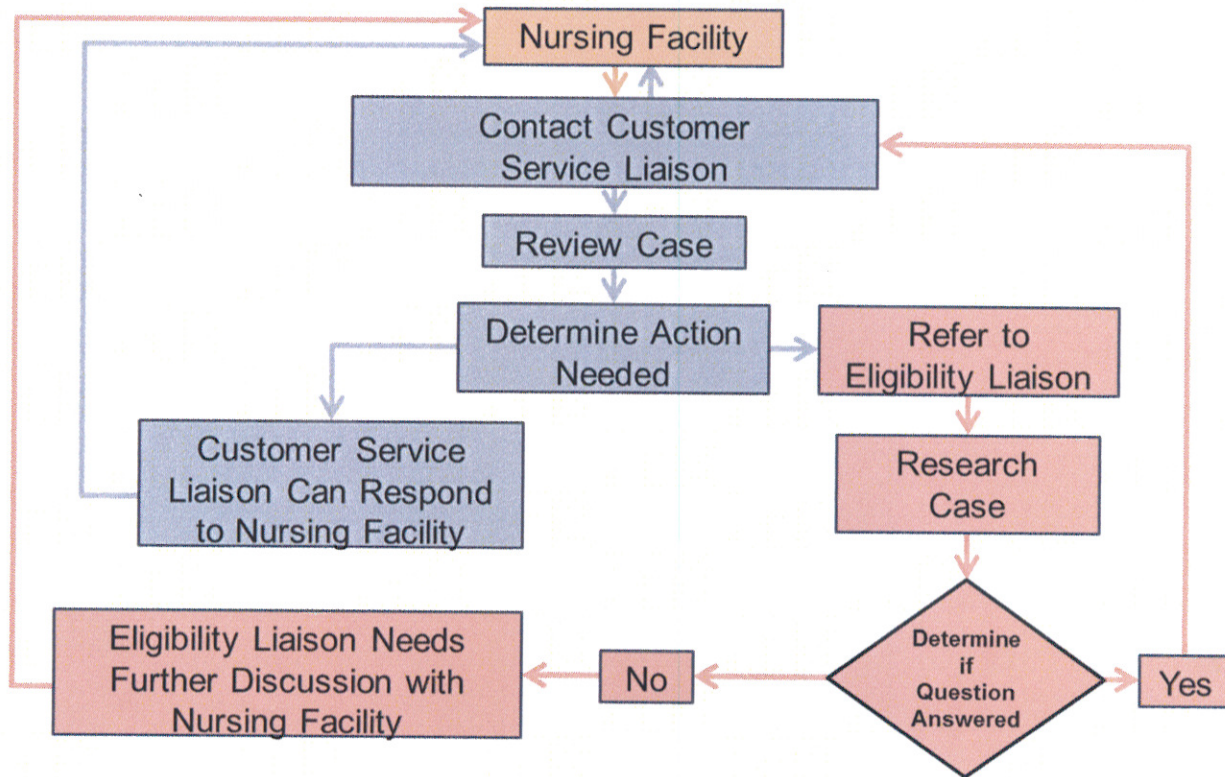 Nursing Facility
Contact Customer
Service Liaison
Review Case
Determine Action
Needed
Refer to
Eligibility Liaison
Customer Service
Liaison Can Respond
to Nursing Facility
Research
Case
Determine
if
Question
Answered
Yes
No
Eligibility Liaison Needs
Further Discussion with
Nursing Facility